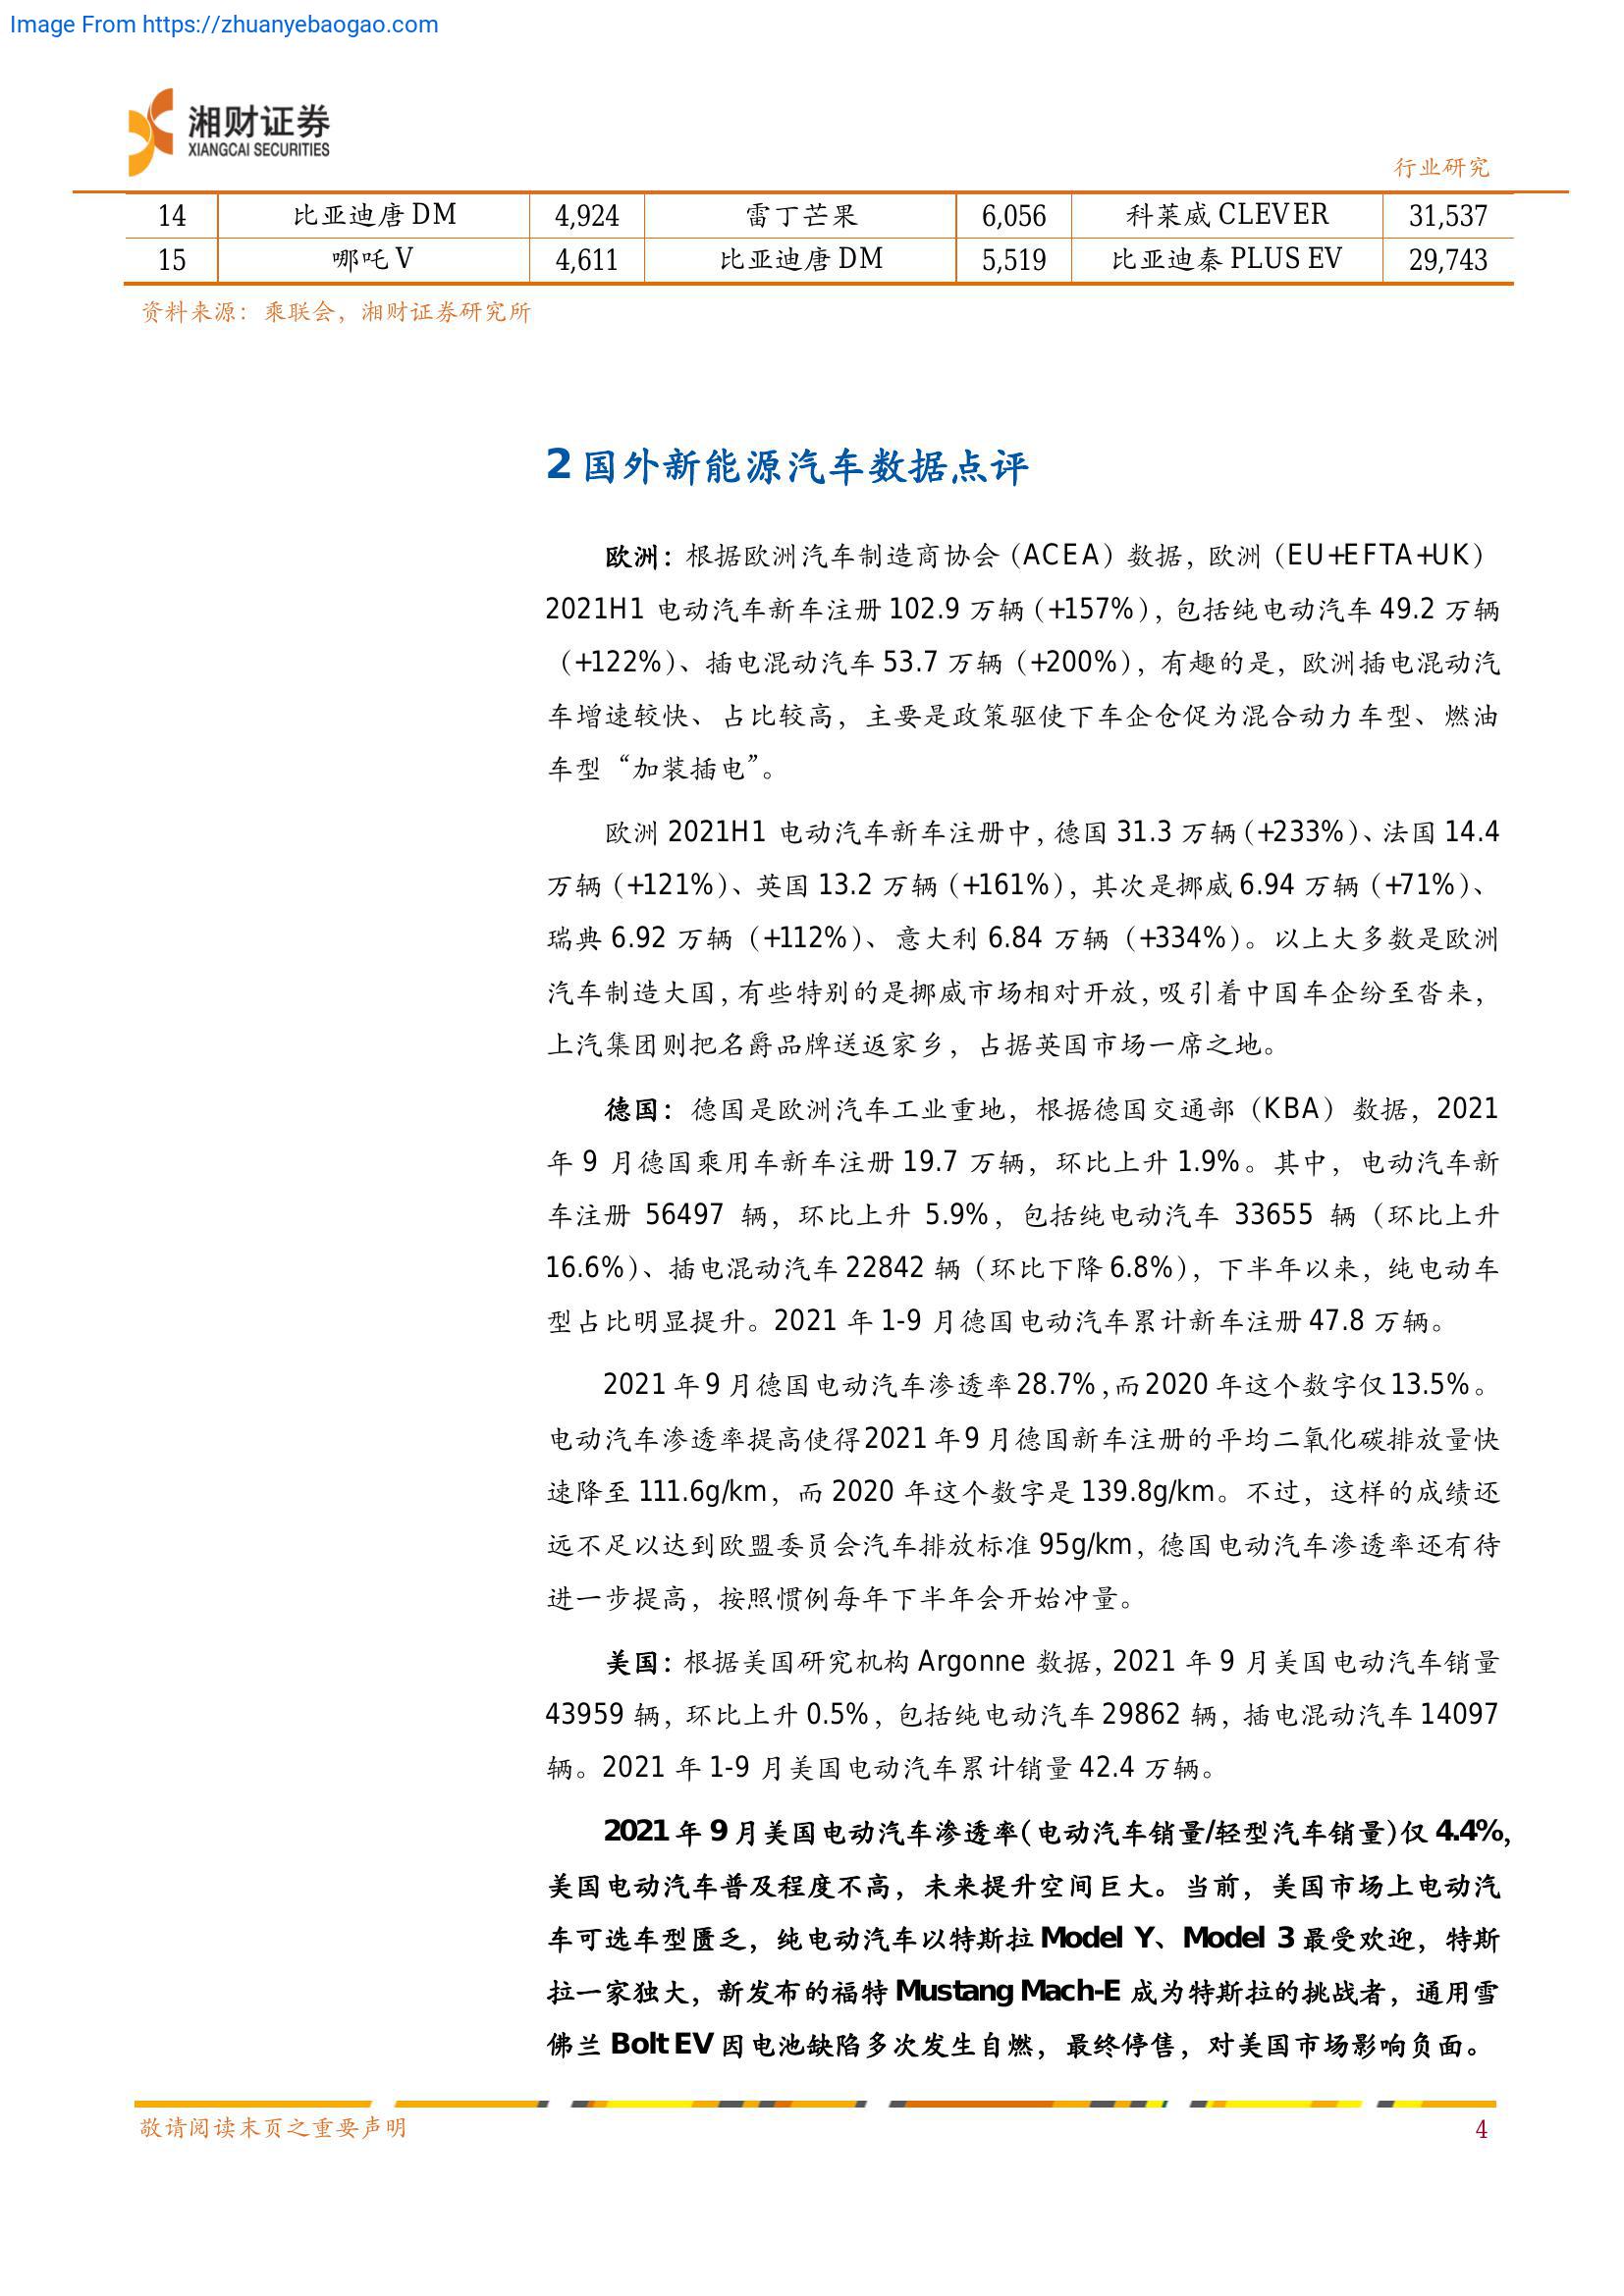 Image From https://zhuanyebaogao.com
湘财证券
XIANGCAI SECURITIES
行业研究
14 比亚迪唐 DM 4,924 雷丁芒果 6,056 科莱威 CLEVER 31,537
15 哪吒 V 4,611 比亚迪唐 DM 5,519 比亚迪秦 PLUS EV 29,743
资料来源：乘联会，湘财证券研究所
2 国外新能源汽车数据点评
欧洲：根据欧洲汽车制造商协会（ACEA）数据，欧洲（EU+EFTA+UK）
2021H1 电动汽车新车注册 102.9 万辆（+157%），包括纯电动汽车 49.2 万辆
（+122%）、插电混动汽车 53.7 万辆（+200%），有趣的是，欧洲插电混动汽
车增速较快、占比较高，主要是政策驱使下车企仓促为混合动力车型、燃油
车型“加装插电”。
欧洲 2021H1 电动汽车新车注册中，德国 31.3 万辆（+233%）、法国 14.4
万辆（+121%）、英国 13.2 万辆（+161%），其次是挪威 6.94 万辆（+71%）、
瑞典 6.92 万辆（+112%）、意大利 6.84 万辆（+334%）。以上大多数是欧洲
汽车制造大国，有些特别的是挪威市场相对开放，吸引着中国车企纷至沓来，
上汽集团则把名爵品牌送返家乡，占据英国市场一席之地。
德国：德国是欧洲汽车工业重地，根据德国交通部（KBA）数据，2021
年 9 月德国乘用车新车注册 19.7 万辆，环比上升 1.9%。其中，电动汽车新
车注册 56497 辆，环比上升 5.9%，包括纯电动汽车 33655 辆（环比上升
16.6%）、插电混动汽车 22842 辆（环比下降 6.8%），下半年以来，纯电动车
型占比明显提升。2021 年 1-9 月德国电动汽车累计新车注册 47.8 万辆。
2021 年 9 月德国电动汽车渗透率 28.7%，而 2020 年这个数字仅 13.5%。
电动汽车渗透率提高使得 2021 年 9 月德国新车注册的平均二氧化碳排放量快
速降至 111.6g/km，而 2020 年这个数字是 139.8g/km。不过，这样的成绩还
远不足以达到欧盟委员会汽车排放标准 95g/km，德国电动汽车渗透率还有待
进一步提高，按照惯例每年下半年会开始冲量。
美国：根据美国研究机构 Argonne 数据，2021 年 9 月美国电动汽车销量
43959 辆，环比上升 0.5%，包括纯电动汽车 29862 辆，插电混动汽车 14097
辆。2021 年 1-9 月美国电动汽车累计销量 42.4 万辆。
2021 年 9 月美国电动汽车渗透率（电动汽车销量/轻型汽车销量）仅 4.4%，
美国电动汽车普及程度不高，未来提升空间巨大。当前，美国市场上电动汽
车可选车型匮乏，纯电动汽车以特斯拉 Model Y、Model 3 最受欢迎，特斯
拉一家独大，新发布的福特 Mustang Mach-E 成为特斯拉的挑战者，通用雪
佛兰 Bolt EV 因电池缺陷多次发生自燃，最终停售，对美国市场影响负面。
敬请阅读末页之重要声明
4